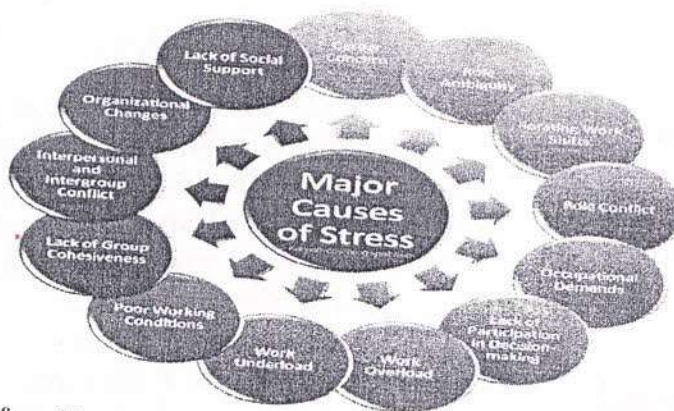 Major
Causes
of Stress
Career
Concern
Role
Ambiguity
Rotating Work
Shifts
Role Conflict
Occupational
Demands
Lack of
Participation
in Decision-
making
Work
Overload
Work
Underload
Poor Working
Conditions
Lack of Group
Cohesiveness
Interpersonal
and
Intergroup
Conflict
Organizational
Changes
Lack of Social
Support